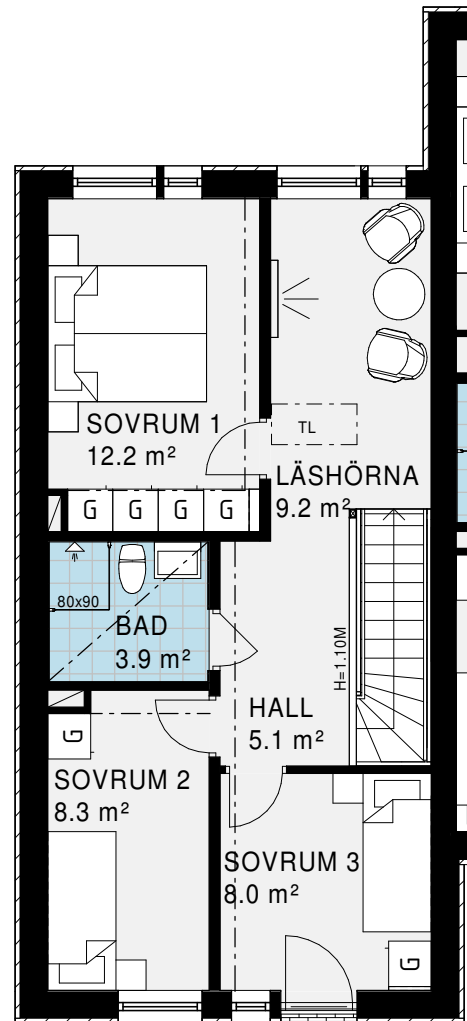 SOVRUM 1
12.2 m²
TL
LÄSHÖRNA
9.2 m²
G G G G
80x90
BAD
3.9 m²
H=1.10M
HALL
5.1 m²
G
SOVRUM 2
8.3 m²
SOVRUM 3
8.0 m²
G